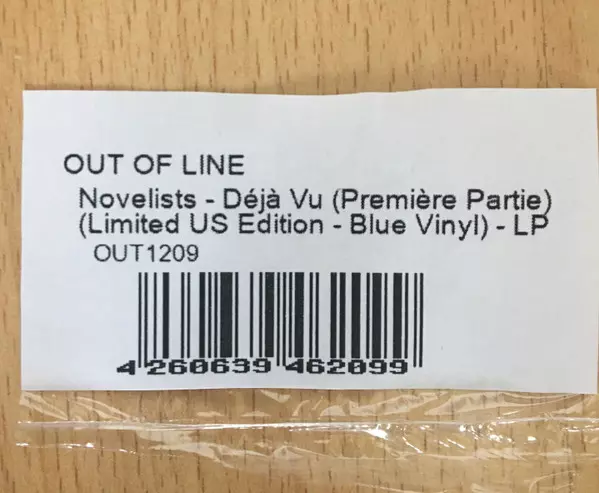 OUT OF LINE
Novelists - Déjà Vu (Première Partie)
(Limited US Edition - Blue Vinyl) - LP
OUT1209
4 260639 462099